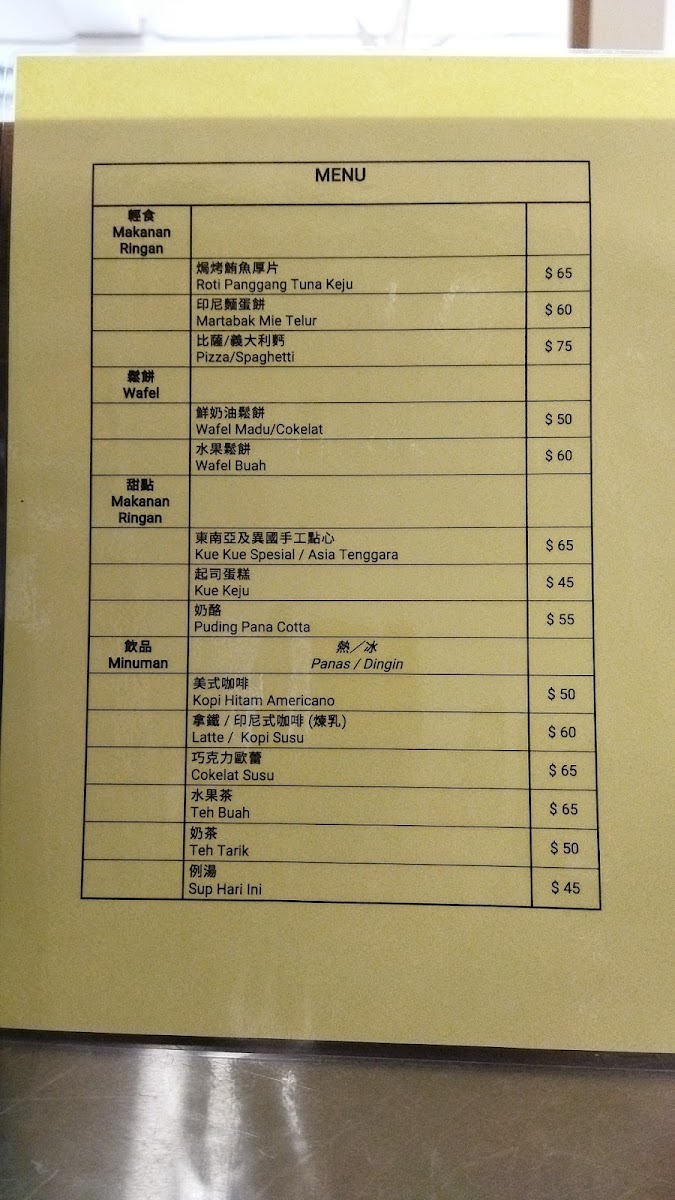 MENU
輕食
Makanan
Ringan
焗烤鮪魚厚片
Roti Panggang Tuna Keju
$ 65
印尼麵蛋餅
Martabak Mie Telur
$ 60
比薩/義大利麪
Pizza/Spaghetti
$ 75
鬆餅
Wafel
鮮奶油鬆餅
Wafel Madu/Cokelat
$ 50
水果鬆餅
Wafel Buah
$ 60
甜點
Makanan
Ringan
東南亞及異國手工點心
Kue Kue Spesial / Asia Tenggara
$ 65
起司蛋糕
Kue Keju
$ 45
奶酪
Puding Pana Cotta
$ 55
飲品
Minuman
熱／冰
Panas / Dingin
美式咖啡
Kopi Hitam Americano
$ 50
拿鐵 / 印尼式咖啡 (煉乳)
Latte / Kopi Susu
$ 60
巧克力歐蕾
Cokelat Susu
$ 65
水果茶
Teh Buah
$ 65
奶茶
Teh Tarik
$ 50
例湯
Sup Hari Ini
$ 45